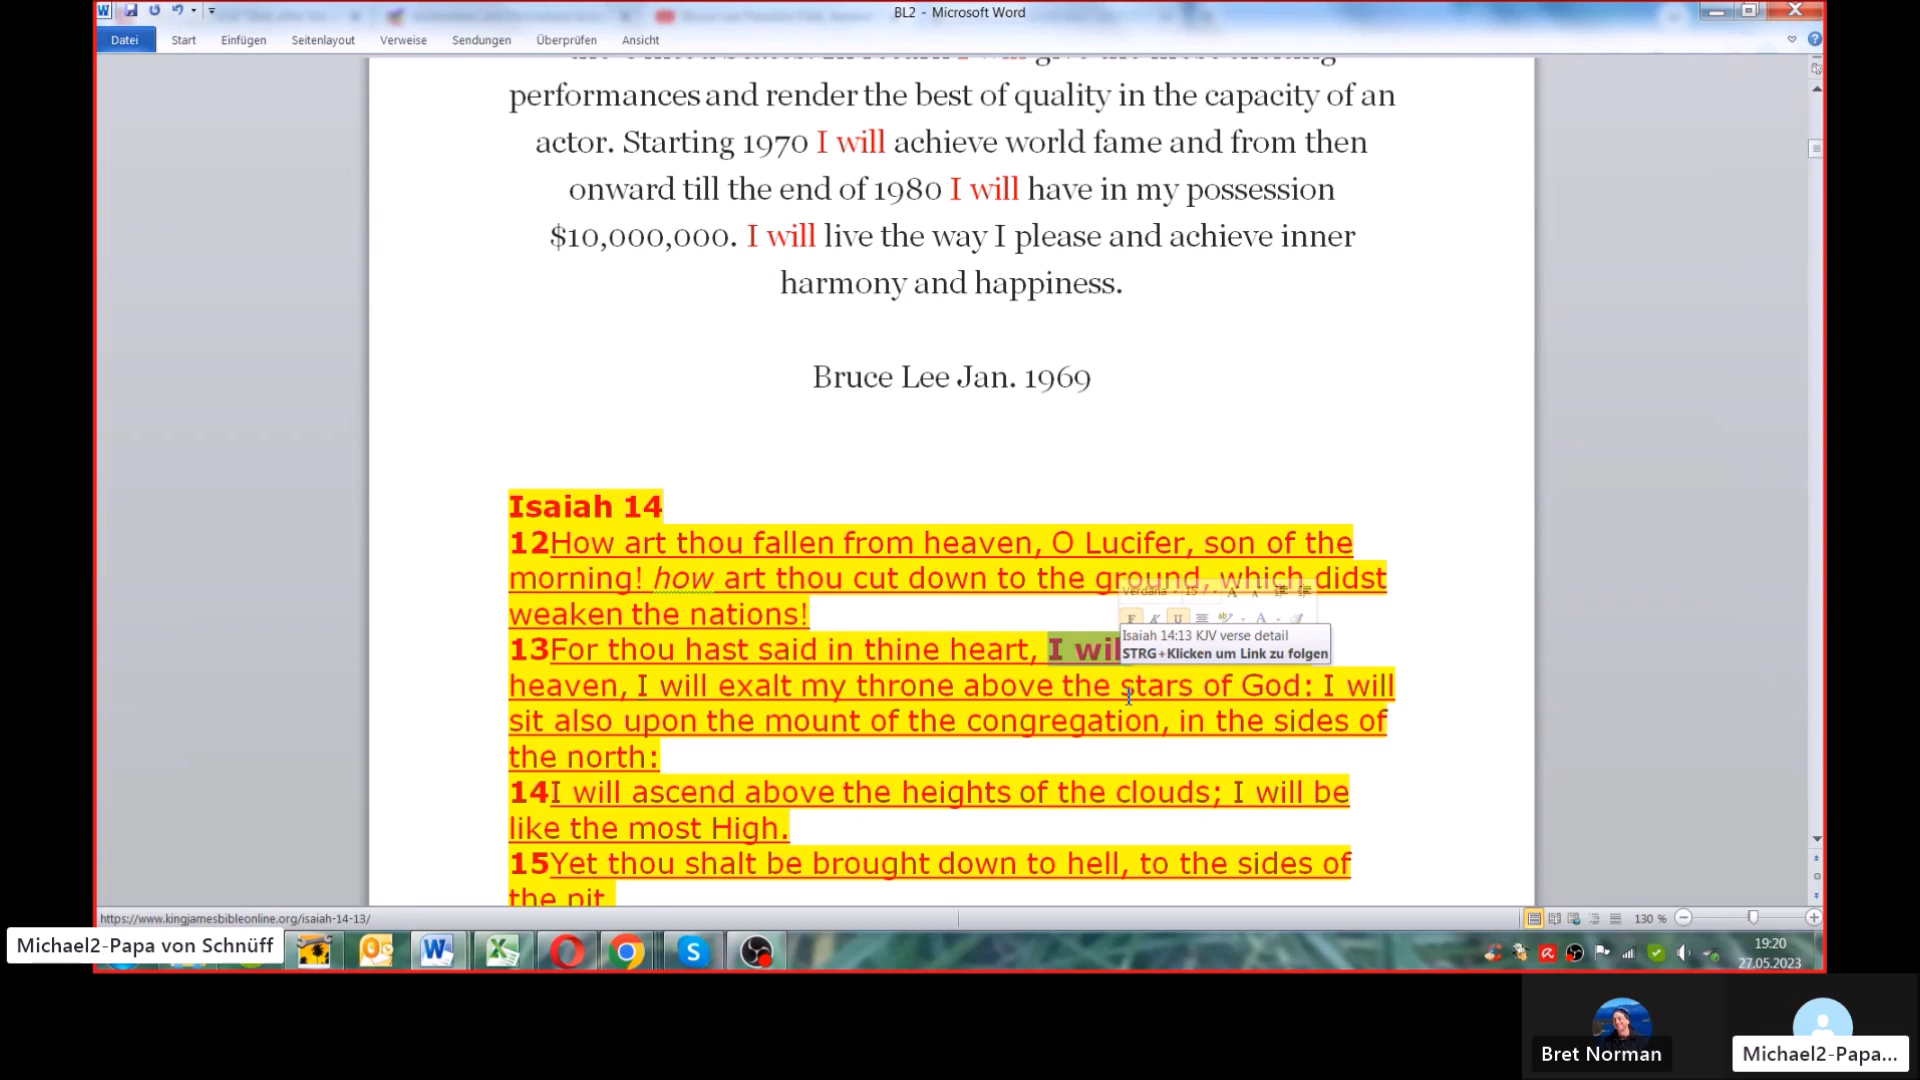 BL2 - Microsoft Word
Datei Start Einfügen Seitenlayout Verweise Sendungen Überprüfen Ansicht
performances and render the best of quality in the capacity of an
actor. Starting 1970 I will achieve world fame and from then
onward till the end of 1980 I will have in my possession
$10,000,000. I will live the way I please and achieve inner
harmony and happiness.
Bruce Lee Jan. 1969
Isaiah 14
12How art thou fallen from heaven, O Lucifer, son of the
morning! how art thou cut down to the ground, which didst
weaken the nations!
13For thou hast said in thine heart, I wil
Verdana 15
F K U
Isaiah 14:13 KJV verse detail
STRG+Klicken um Link zu folgen
heaven, I will exalt my throne above the stars of God: I will
sit also upon the mount of the congregation, in the sides of
the north:
14I will ascend above the heights of the clouds; I will be
like the most High.
15Yet thou shalt be brought down to hell, to the sides of
the pit.
https://www.kingjamesbibleonline.org/isaiah-14-13/
130 %
Michael2-Papa von Schnüff
19:20
27.05.2023
Bret Norman
Michael2-Papa...